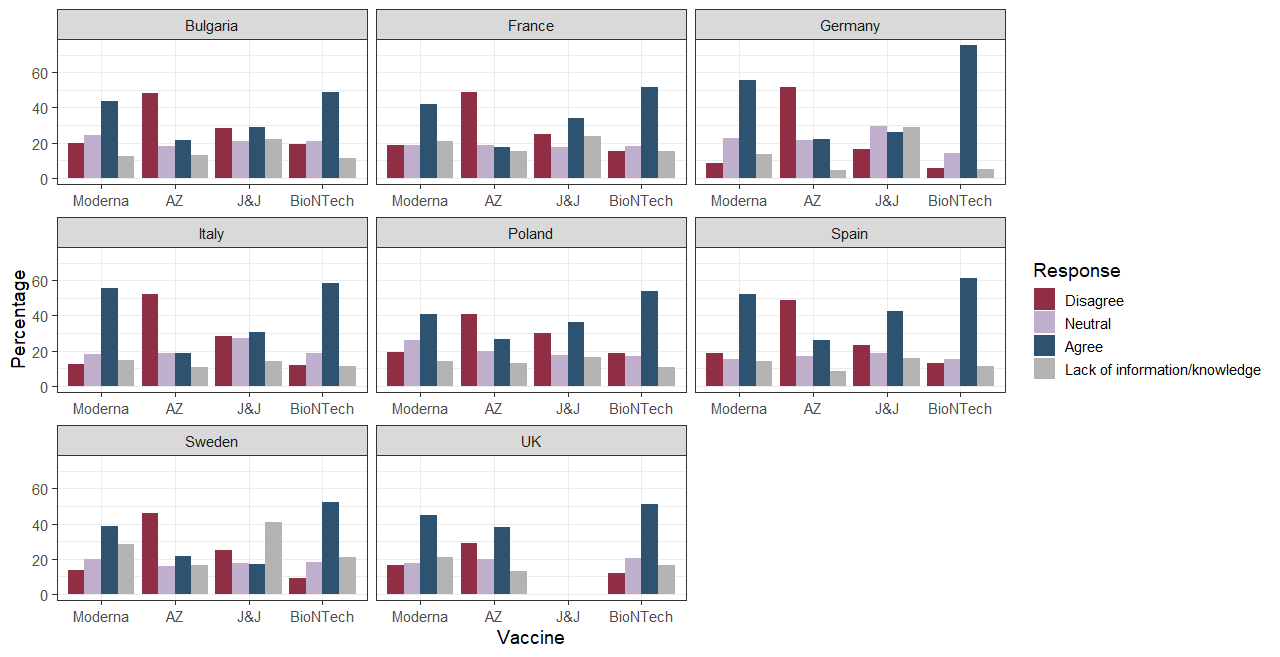 Bulgaria
France
Germany
60
40
20
0
Moderna AZ J&J BioNTech
Moderna AZ J&J BioNTech
Moderna AZ J&J BioNTech
Italy
Poland
Spain
Percentage
60
40
20
0
Moderna AZ J&J BioNTech
Moderna AZ J&J BioNTech
Moderna AZ J&J BioNTech
Sweden
UK
60
40
20
0
Moderna AZ J&J BioNTech
Moderna AZ J&J BioNTech
Vaccine
Response
Disagree
Neutral
Agree
Lack of information/knowledge